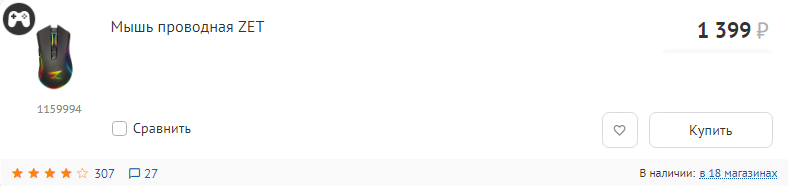 Мышь проводная ZET
1 399 ₽
1159994
Сравнить
Купить
307
27
В наличии: в 18 магазинах